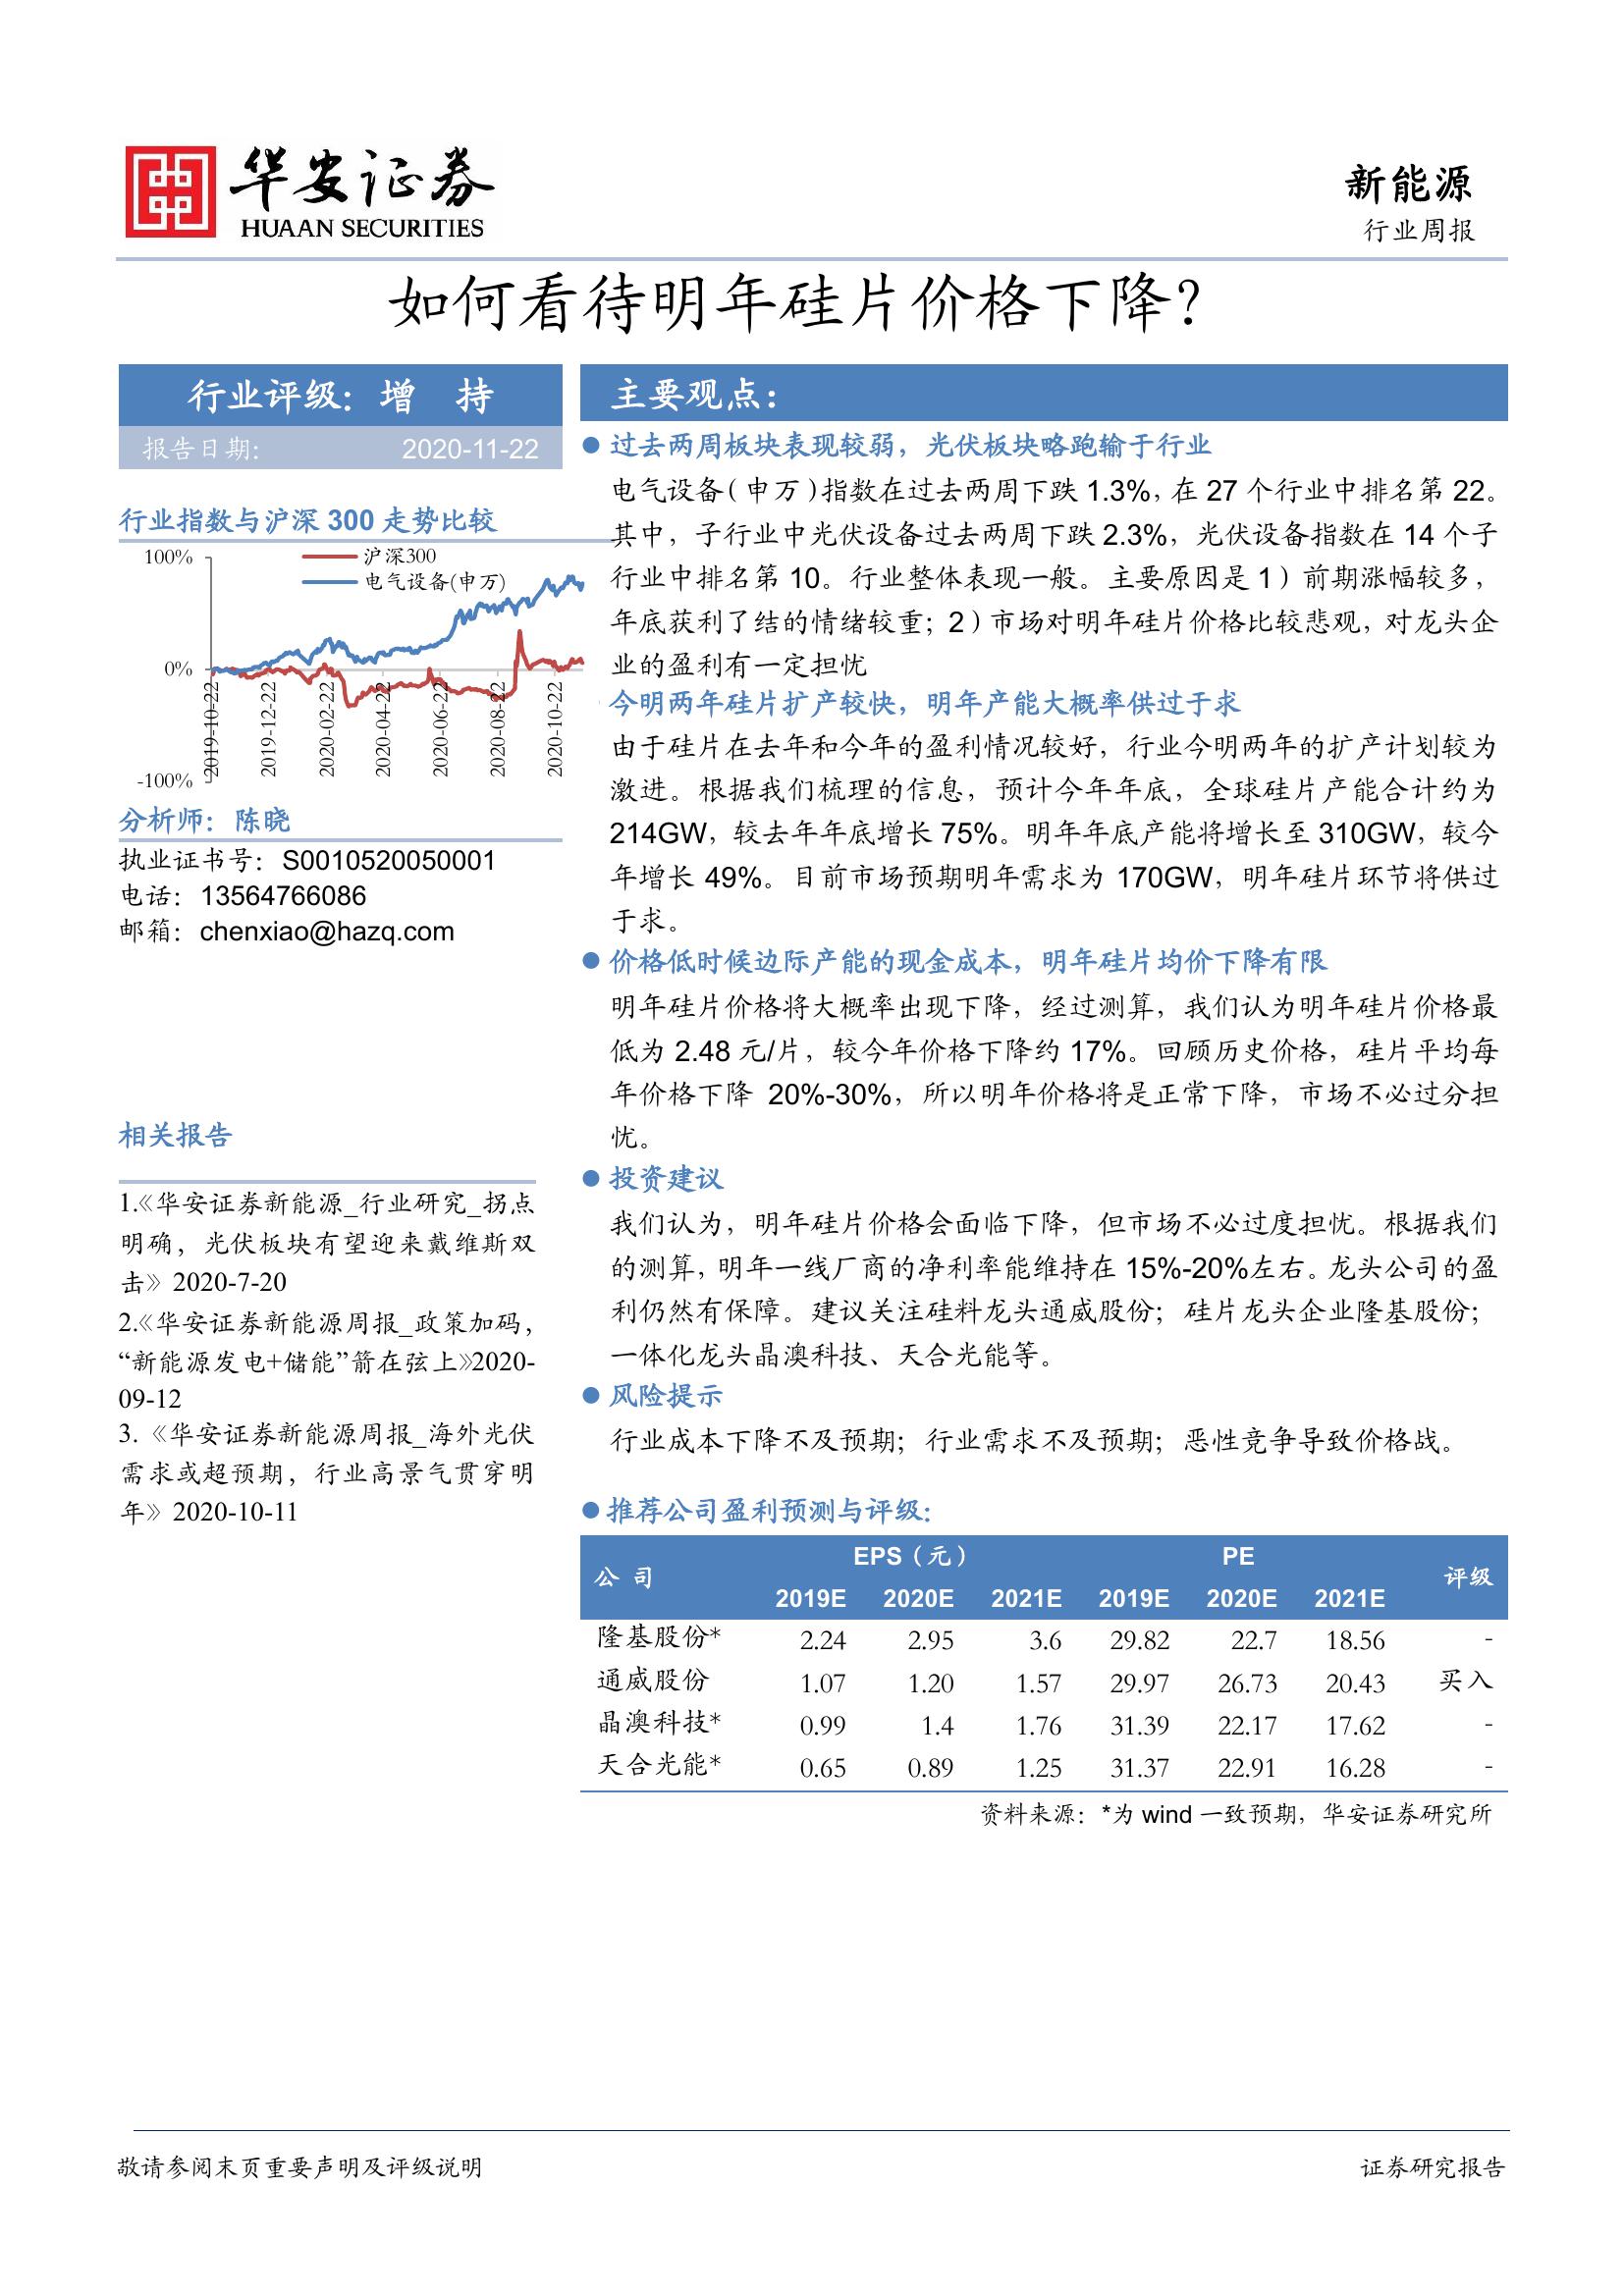 华安证券
HUAAN SECURITIES
新能源
行业周报
如何看待明年硅片价格下降？
行业评级：增 持
报告日期： 2020-11-22
行业指数与沪深 300 走势比较
沪深300
电气设备(申万)
100%
0%
-100%
2019-10-22
2019-12-22
2020-02-22
2020-04-22
2020-06-22
2020-08-22
2020-10-22
分析师：陈晓
执业证书号：S0010520050001
电话：13564766086
邮箱：chenxiao@hazq.com
相关报告
1.《华安证券新能源_行业研究_拐点
明确，光伏板块有望迎来戴维斯双
击》2020-7-20
2.《华安证券新能源周报_政策加码，
“新能源发电+储能”箭在弦上》2020-
09-12
3.《华安证券新能源周报_海外光伏
需求或超预期，行业高景气贯穿明
年》2020-10-11
主要观点：
● 过去两周板块表现较弱，光伏板块略跑输于行业
电气设备（申万）指数在过去两周下跌 1.3%，在 27 个行业中排名第 22。
其中，子行业中光伏设备过去两周下跌 2.3%，光伏设备指数在 14 个子
行业中排名第 10。行业整体表现一般。主要原因是 1）前期涨幅较多，
年底获利了结的情绪较重；2）市场对明年硅片价格比较悲观，对龙头企
业的盈利有一定担忧
今明两年硅片扩产较快，明年产能大概率供过于求
由于硅片在去年和今年的盈利情况较好，行业今明两年的扩产计划较为
激进。根据我们梳理的信息，预计今年年底，全球硅片产能合计约为
214GW，较去年年底增长 75%。明年年底产能将增长至 310GW，较今
年增长 49%。目前市场预期明年需求为 170GW，明年硅片环节将供过
于求。
● 价格低时候边际产能的现金成本，明年硅片均价下降有限
明年硅片价格将大概率出现下降，经过测算，我们认为明年硅片价格最
低为 2.48 元/片，较今年价格下降约 17%。回顾历史价格，硅片平均每
年价格下降 20%-30%，所以明年价格将是正常下降，市场不必过分担
忧。
● 投资建议
我们认为，明年硅片价格会面临下降，但市场不必过度担忧。根据我们
的测算，明年一线厂商的净利率能维持在 15%-20%左右。龙头公司的盈
利仍然有保障。建议关注硅料龙头通威股份；硅片龙头企业隆基股份；
一体化龙头晶澳科技、天合光能等。
● 风险提示
行业成本下降不及预期；行业需求不及预期；恶性竞争导致价格战。
● 推荐公司盈利预测与评级：
公 司 EPS（元） PE 评级
2019E 2020E 2021E 2019E 2020E 2021E
隆基股份* 2.24 2.95 3.6 29.82 22.7 18.56 -
通威股份 1.07 1.20 1.57 29.97 26.73 20.43 买入
晶澳科技* 0.99 1.4 1.76 31.39 22.17 17.62 -
天合光能* 0.65 0.89 1.25 31.37 22.91 16.28 -
资料来源：*为 wind 一致预期，华安证券研究所
敬请参阅末页重要声明及评级说明
证券研究报告